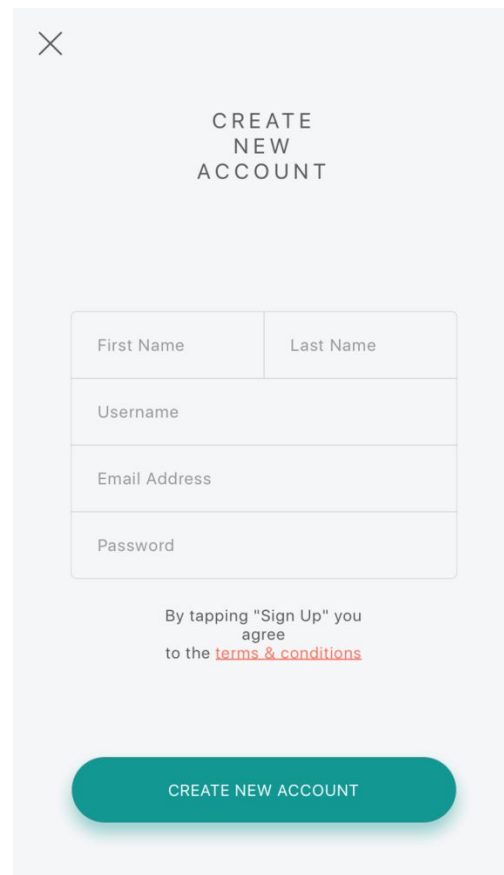 CREATE
NEW
ACCOUNT
First Name Last Name
Username
Email Address
Password
By tapping "Sign Up" you
agree
to the terms & conditions
CREATE NEW ACCOUNT